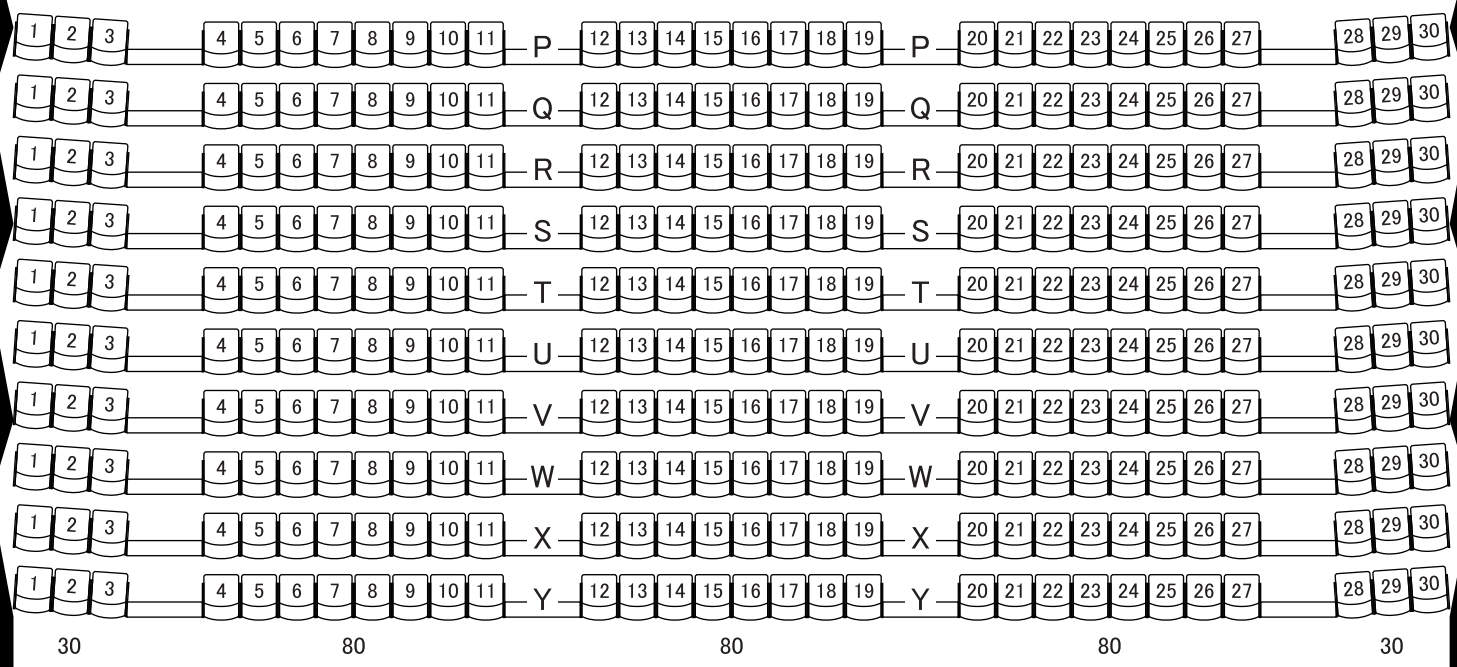 1 2 3 4 5 6 7 8 9 10 11 P 12 13 14 15 16 17 18 19 P 20 21 22 23 24 25 26 27 28 29 30
1 2 3 4 5 6 7 8 9 10 11 Q 12 13 14 15 16 17 18 19 Q 20 21 22 23 24 25 26 27 28 29 30
1 2 3 4 5 6 7 8 9 10 11 R 12 13 14 15 16 17 18 19 R 20 21 22 23 24 25 26 27 28 29 30
1 2 3 4 5 6 7 8 9 10 11 S 12 13 14 15 16 17 18 19 S 20 21 22 23 24 25 26 27 28 29 30
1 2 3 4 5 6 7 8 9 10 11 T 12 13 14 15 16 17 18 19 T 20 21 22 23 24 25 26 27 28 29 30
1 2 3 4 5 6 7 8 9 10 11 U 12 13 14 15 16 17 18 19 U 20 21 22 23 24 25 26 27 28 29 30
1 2 3 4 5 6 7 8 9 10 11 V 12 13 14 15 16 17 18 19 V 20 21 22 23 24 25 26 27 28 29 30
1 2 3 4 5 6 7 8 9 10 11 W 12 13 14 15 16 17 18 19 W 20 21 22 23 24 25 26 27 28 29 30
1 2 3 4 5 6 7 8 9 10 11 X 12 13 14 15 16 17 18 19 X 20 21 22 23 24 25 26 27 28 29 30
1 2 3 4 5 6 7 8 9 10 11 Y 12 13 14 15 16 17 18 19 Y 20 21 22 23 24 25 26 27 28 29 30
30 80 80 80 30